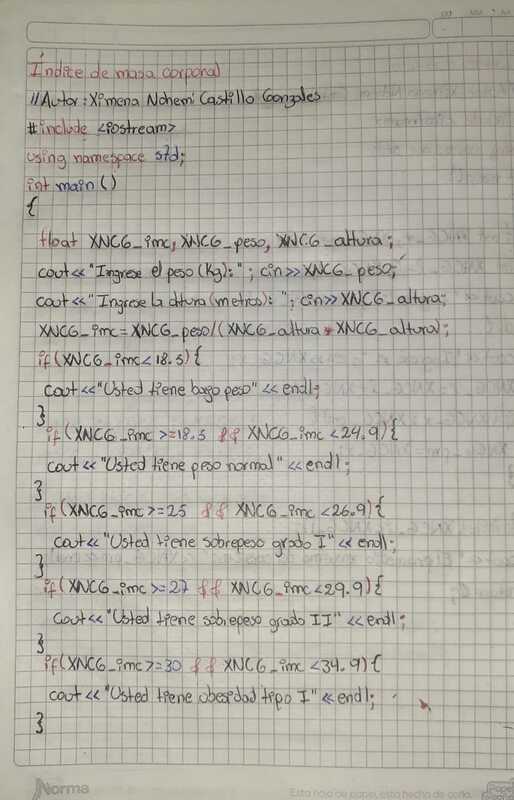 Índice de masa corporal
//Autor: Ximena Nohemi Castillo Gonzales
#include <iostream>
using namespace std;
int main ()
{
float XNCG_imc, XNCG_peso, XNCG_altura;
cout<<"Ingrese el peso (Kg):" ; cin>>XNCG_peso;
cout<<"Ingrese la altura (metros): "; cin>>XNCG_altura;
XNCG_imc=XNCG_peso/(XNCG_altura * XNCG_altura);
if(XNCG_imc<18.5){
cout<<"Usted tiene bajo peso"<<endl;
}
if(XNCG_imc >=18.5 && XNCG_imc <24.9){
cout<<"Usted tiene peso normal"<<endl;
}
if(XNCG_imc>=25 && XNCG_imc <26.9){
cout<<"Usted tiene sobrepeso grado I"<<endl;
}
if(XNCG_imc>=27 && XNCG_imc<29.9){
cout<<"Usted tiene sobrepeso grado II"<<endl;
}
if(XNCG_imc>=30 && XNCG_imc <34.9){
cout<<"Usted tiene obesidad tipo I"<<endl;
}
Norma
Esta hoja de papel, esta hecha de caña.